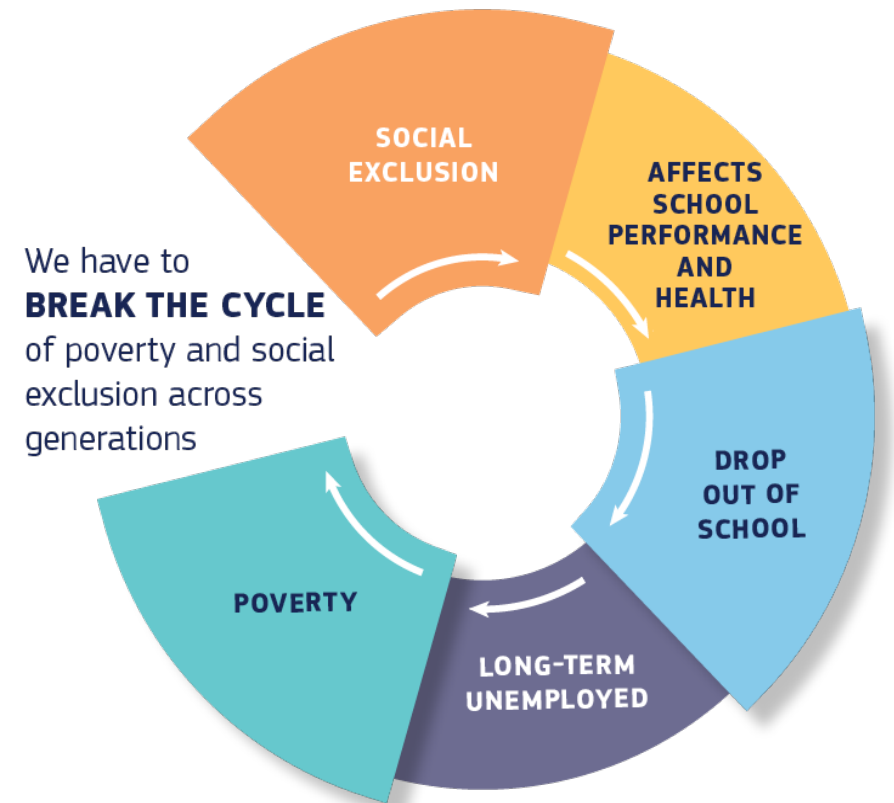 SOCIAL
EXCLUSION
AFFECTS
SCHOOL
PERFORMANCE
AND
HEALTH
We have to
BREAK THE CYCLE
of poverty and social
exclusion across
generations
DROP
OUT OF
SCHOOL
POVERTY
LONG-TERM
UNEMPLOYED